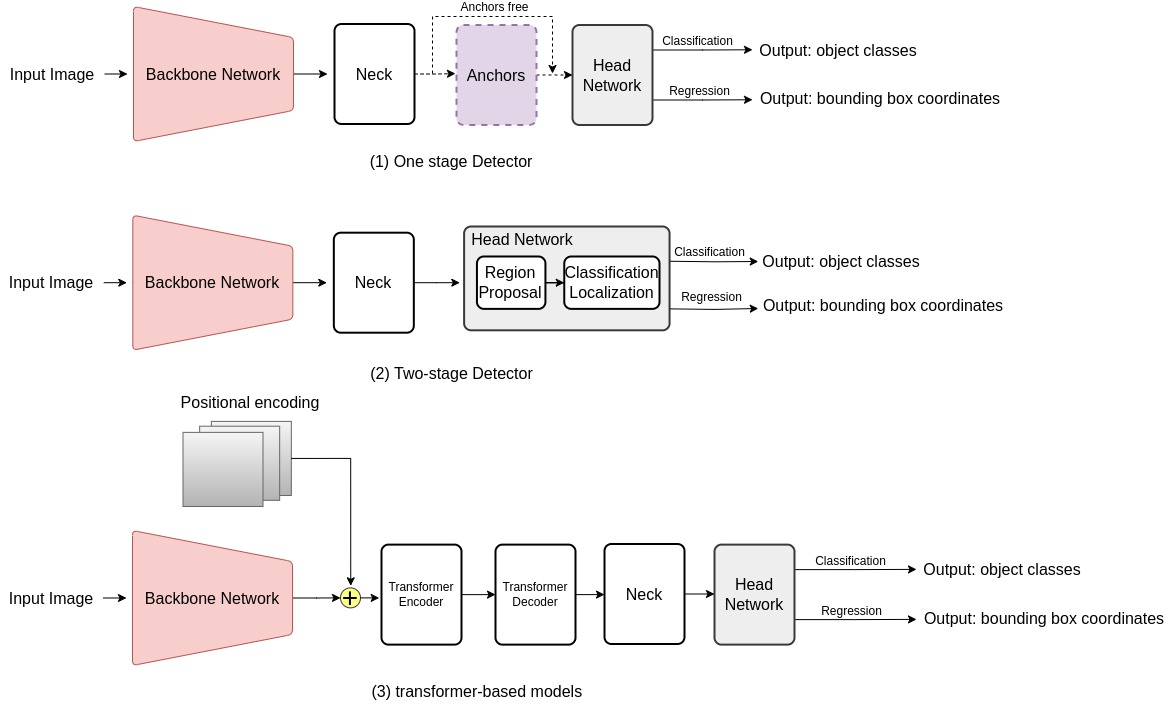 Anchors free
Input Image
Backbone Network
Neck
Anchors
Head
Network
Classification
Output: object classes
Regression
Output: bounding box coordinates
(1) One stage Detector
Input Image
Backbone Network
Neck
Head Network
Region
Proposal
Classification
Localization
Classification
Output: object classes
Regression
Output: bounding box coordinates
(2) Two-stage Detector
Positional encoding
Input Image
Backbone Network
Transformer
Encoder
Transformer
Decoder
Neck
Head
Network
Classification
Output: object classes
Regression
Output: bounding box coordinates
(3) transformer-based models